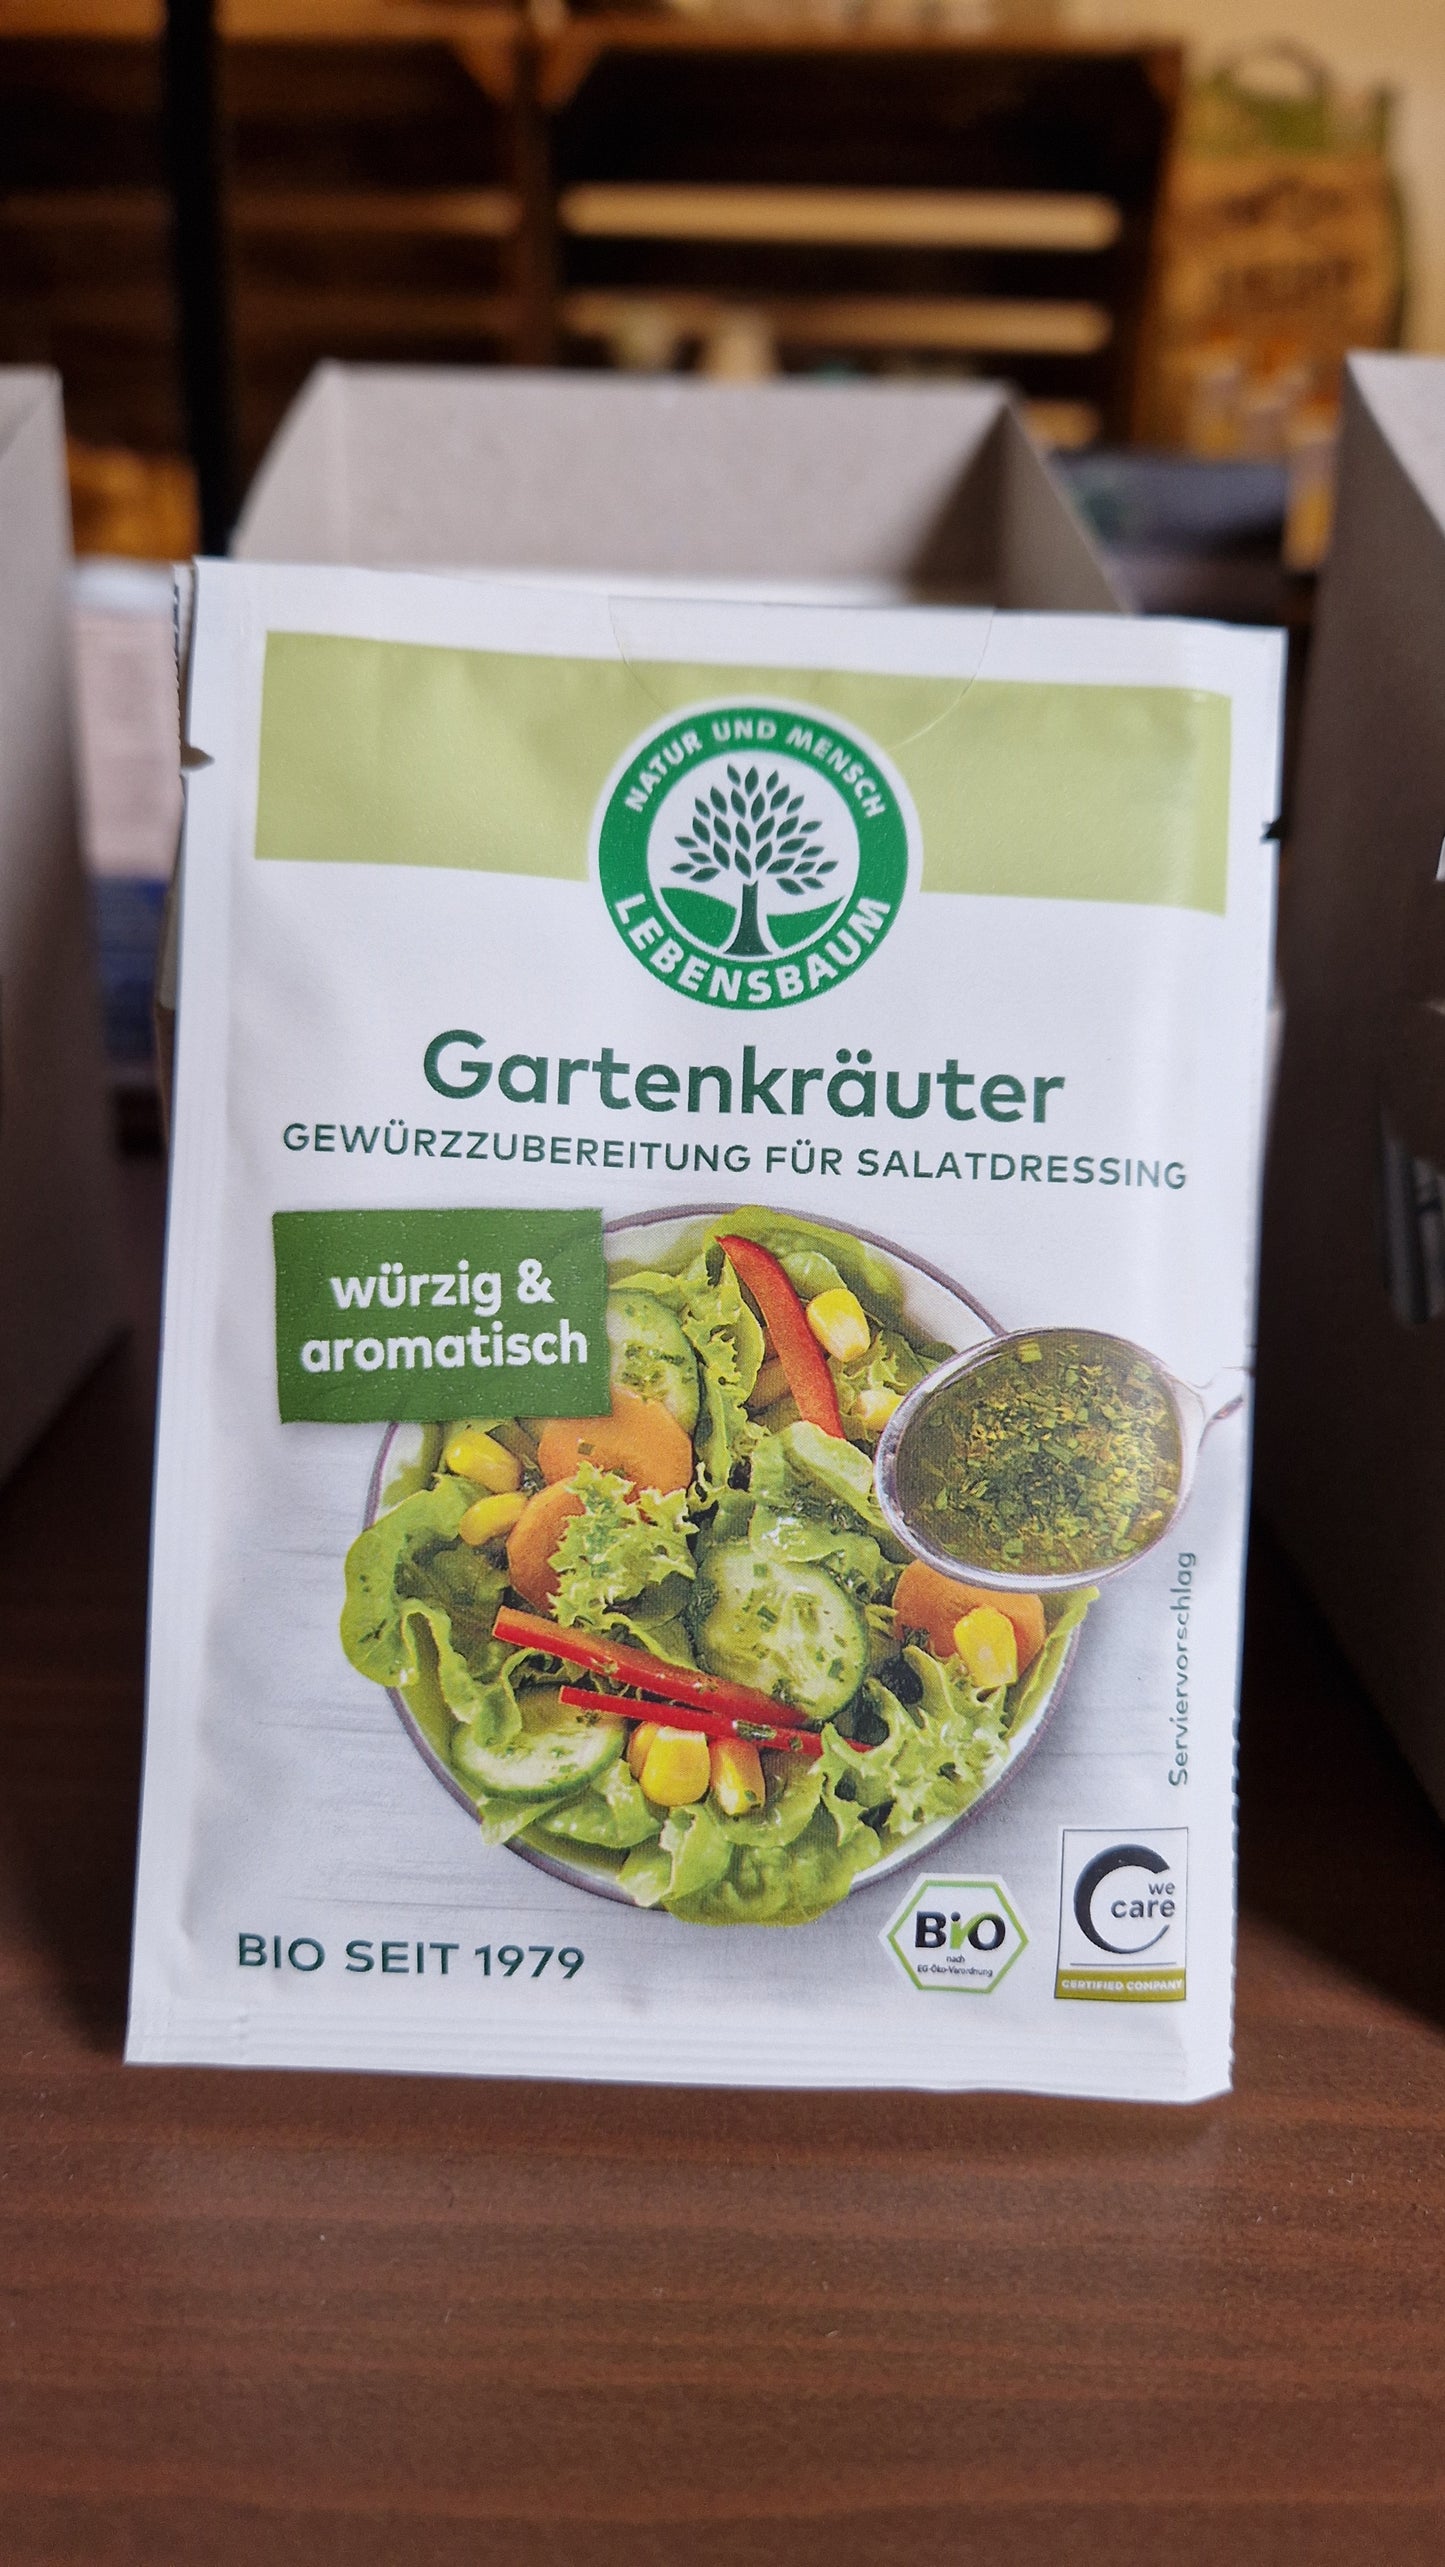 NATUR UND MENSCH
LEBENSBAUM
Gartenkräuter
GEWÜRZZUBEREITUNG FÜR SALATDRESSING
würzig &
aromatisch
Serviervorschlag
BIO SEIT 1979
Bio
nach
EG-Öko-Verordnung
we
care
CERTIFIED COMPANY